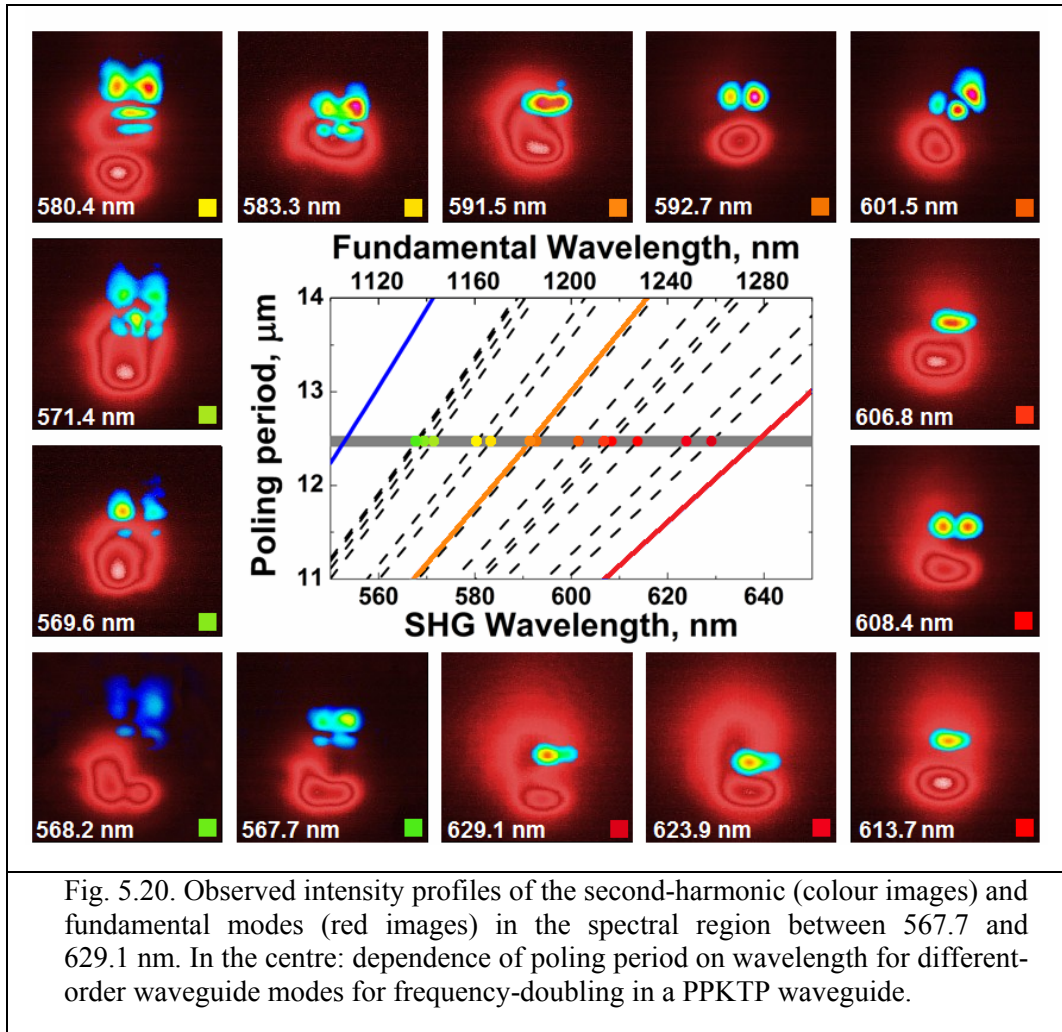 580.4 nm
583.3 nm
591.5 nm
592.7 nm
601.5 nm
571.4 nm
606.8 nm
569.6 nm
608.4 nm
568.2 nm
567.7 nm
629.1 nm
623.9 nm
613.7 nm
Fundamental Wavelength, nm
1120 1160 1200 1240 1280
Poling period, μm
14
13
12
11
560 580 600 620 640
SHG Wavelength, nm
Fig. 5.20. Observed intensity profiles of the second-harmonic (colour images) and
fundamental modes (red images) in the spectral region between 567.7 and
629.1 nm. In the centre: dependence of poling period on wavelength for different-
order waveguide modes for frequency-doubling in a PPKTP waveguide.